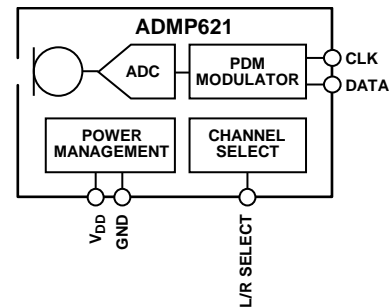 ADMP621
ADC
PDM
MODULATOR
CLK
DATA
POWER
MANAGEMENT
CHANNEL
SELECT
VDD
GND
L/R SELECT